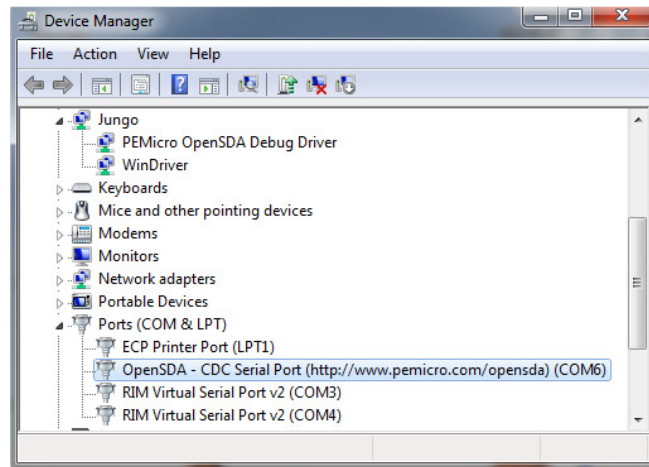 Device Manager
File Action View Help
Jungo
PEMicro OpenSDA Debug Driver
WinDriver
Keyboards
Mice and other pointing devices
Modems
Monitors
Network adapters
Portable Devices
Ports (COM & LPT)
ECP Printer Port (LPT1)
OpenSDA - CDC Serial Port (http://www.pemicro.com/opensda) (COM6)
RIM Virtual Serial Port v2 (COM3)
RIM Virtual Serial Port v2 (COM4)